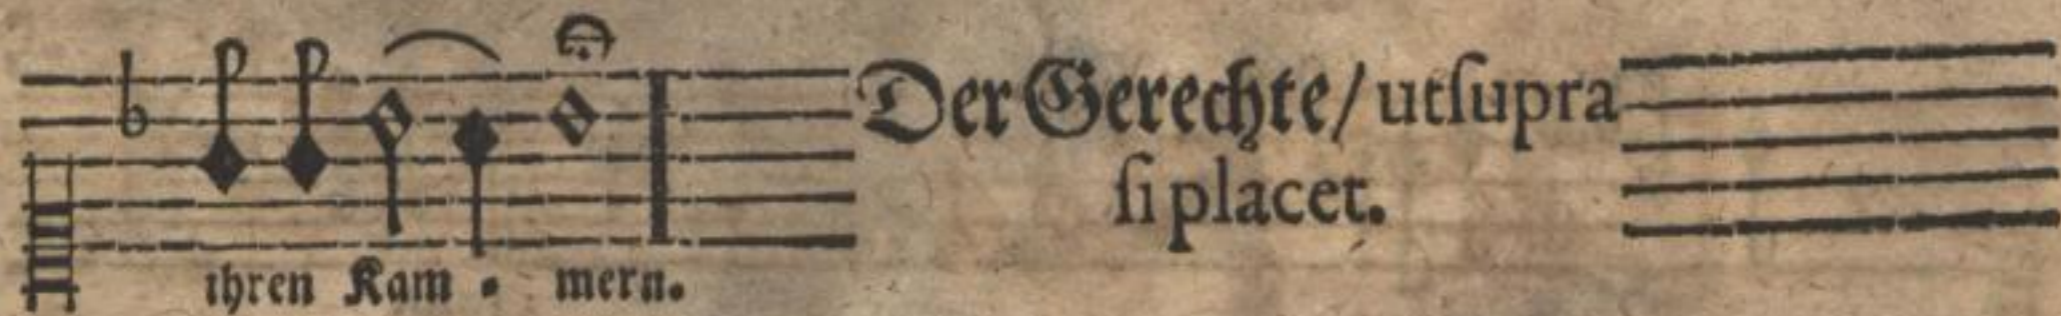 Der Gerechte/ utſupra
ſi placet.
ihren Kam - mern.